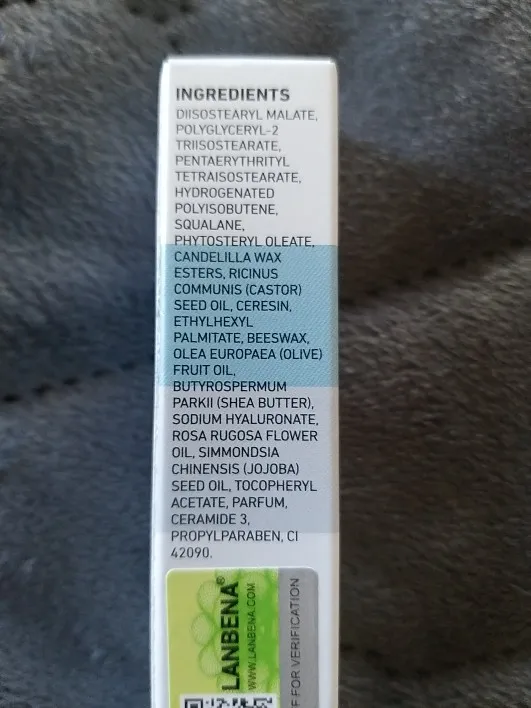 INGREDIENTS
DIISOSTEARYL MALATE,
POLYGLYCERYL-2
TRIISOSTEARATE,
PENTAERYTHRITYL
TETRAISOSTEARATE,
HYDROGENATED
POLYISOBUTENE,
SQUALANE,
PHYTOSTERYL OLEATE,
CANDELILLA WAX
ESTERS, RICINUS
COMMUNIS (CASTOR)
SEED OIL, CERESIN,
ETHYLHEXYL
PALMITATE, BEESWAX,
OLEA EUROPAEA (OLIVE)
FRUIT OIL,
BUTYROSPERMUM
PARKII (SHEA BUTTER),
SODIUM HYALURONATE,
ROSA RUGOSA FLOWER
OIL, SIMMONDSIA
CHINENSIS (JOJOBA)
SEED OIL, TOCOPHERYL
ACETATE, PARFUM,
CERAMIDE 3,
PROPYLPARABEN, CI
42090.
LANBENA®
WWW.LANBENA.COM
FOR VERIFICATION